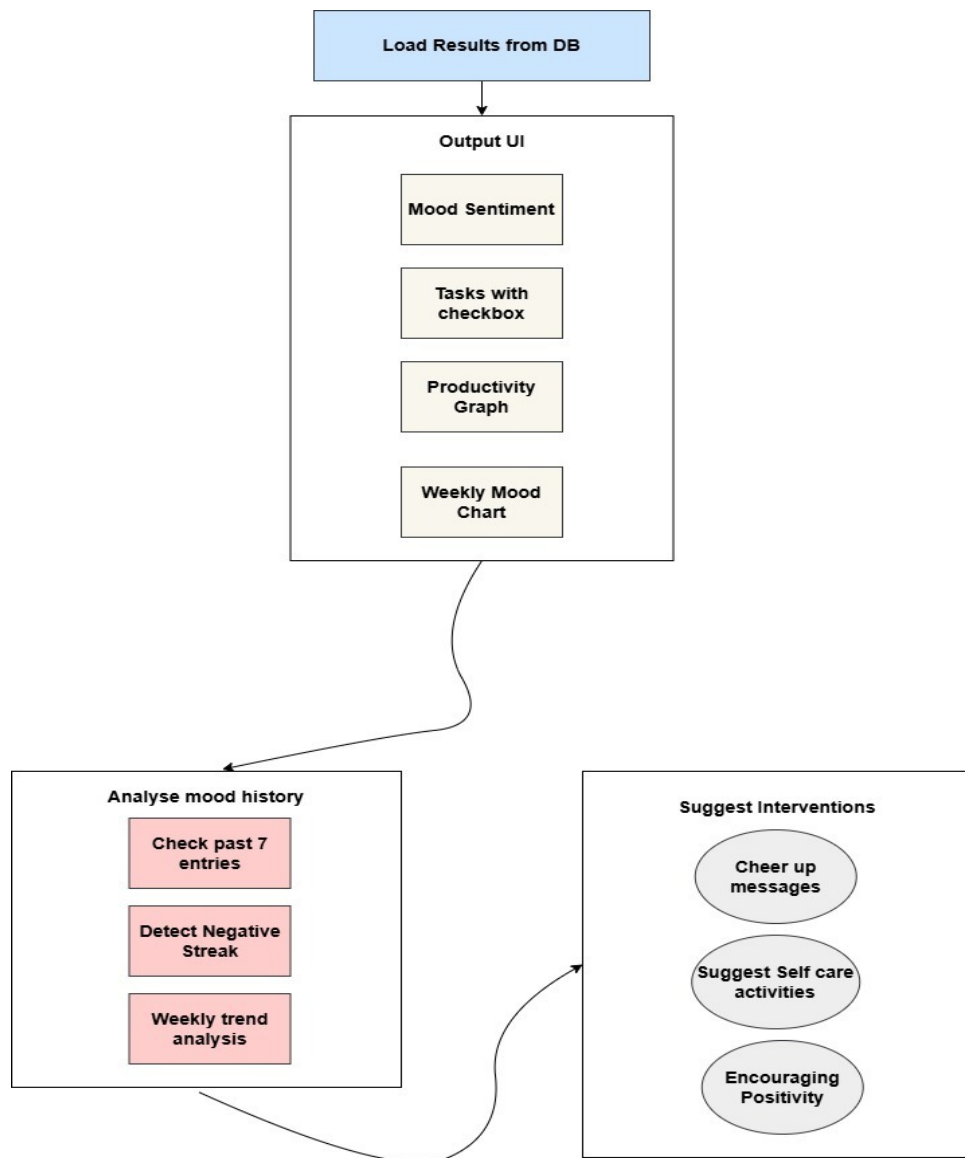 Load Results from DB
Output UI
Mood Sentiment
Tasks with
checkbox
Productivity
Graph
Weekly Mood
Chart
Analyse mood history
Check past 7
entries
Detect Negative
Streak
Weekly trend
analysis
Suggest Interventions
Cheer up
messages
Suggest Self care
activities
Encouraging
Positivity